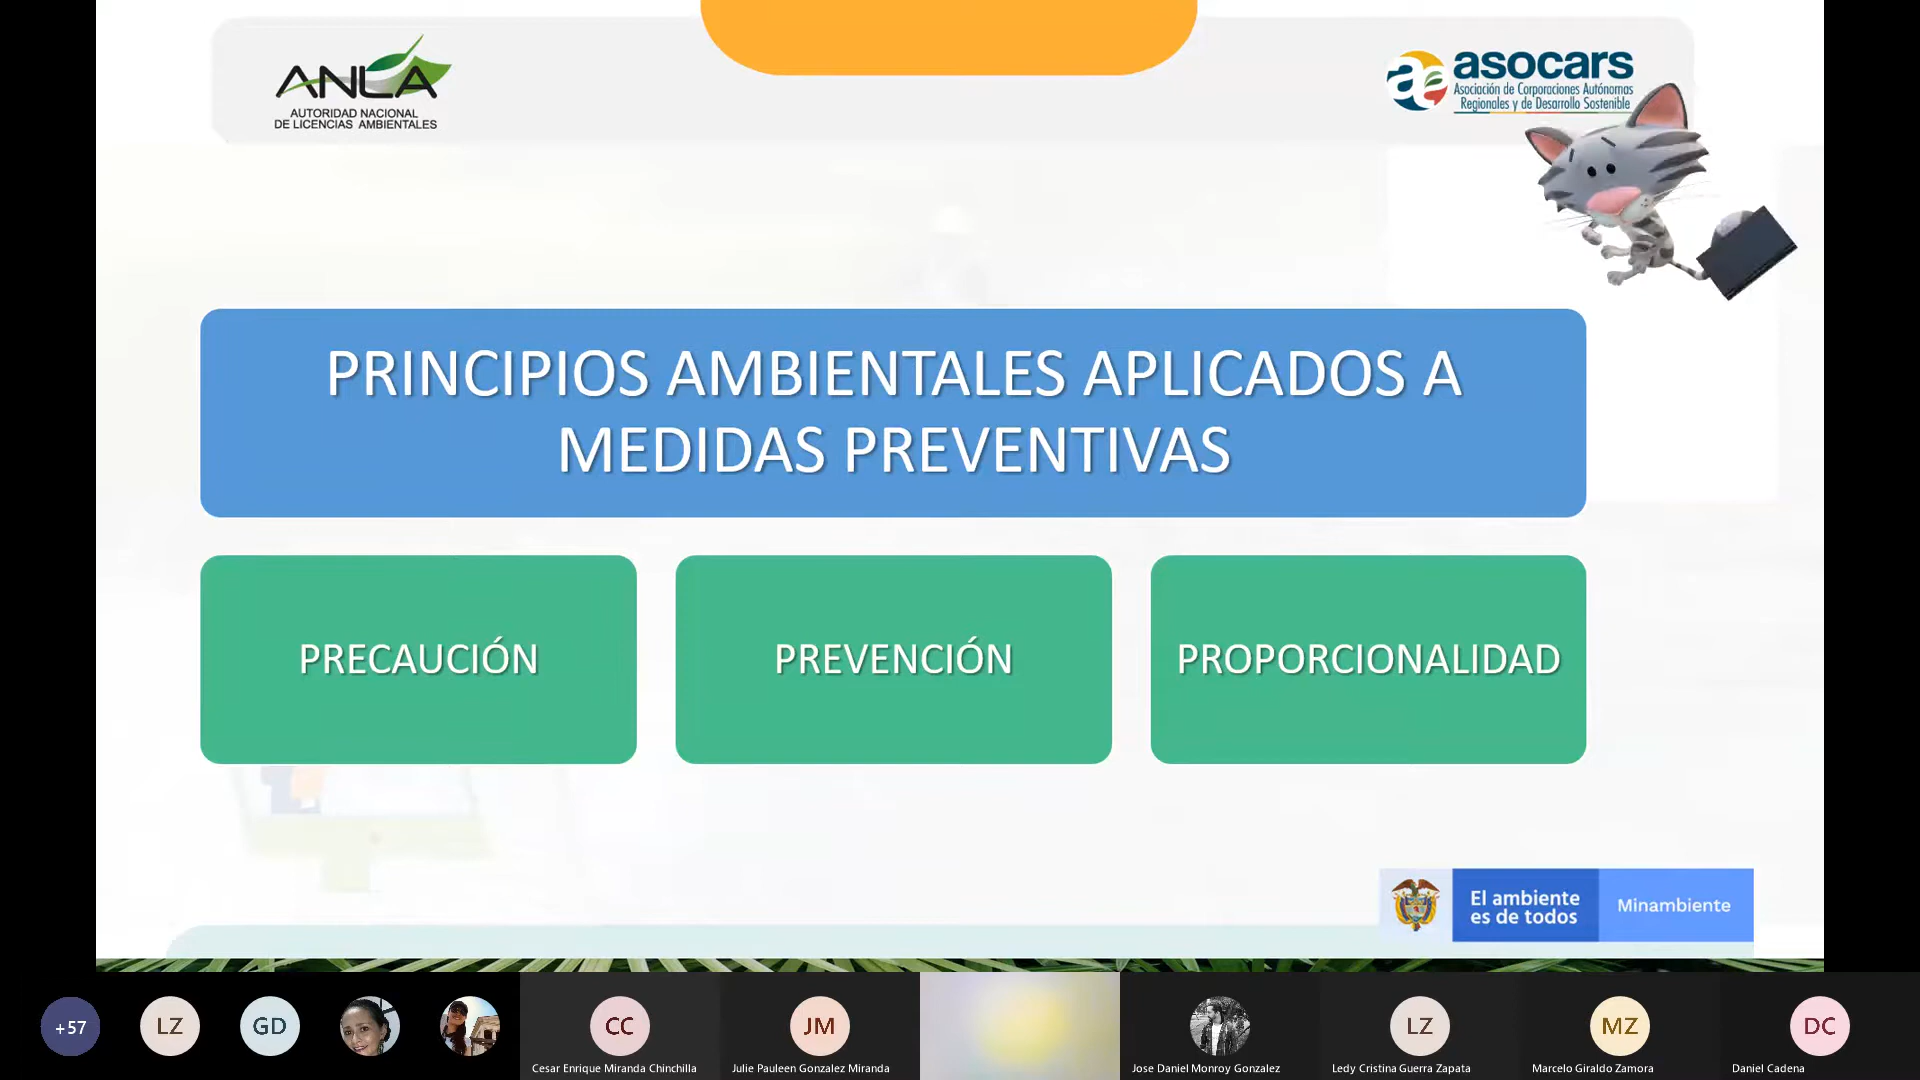 ANLA
AUTORIDAD NACIONAL
DE LICENCIAS AMBIENTALES
asocars
Asociación de Corporaciones Autónomas
Regionales y de Desarrollo Sostenible
PRINCIPIOS AMBIENTALES APLICADOS A
MEDIDAS PREVENTIVAS
PRECAUCIÓN
PREVENCIÓN
PROPORCIONALIDAD
El ambiente
es de todos
Minambiente
+57
LZ
GD
CC
JM
LZ
MZ
DC
Cesar Enrique Miranda Chinchilla
Julie Pauleen Gonzalez Miranda
Jose Daniel Monroy Gonzalez
Ledy Cristina Guerra Zapata
Marcelo Giraldo Zamora
Daniel Cadena